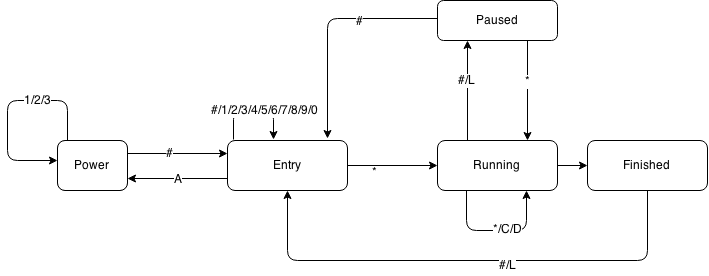 Paused
#
#/L
*
1/2/3
#/1/2/3/4/5/6/7/8/9/0
Power
#
A
Entry
*
Running
Finished
*/C/D
#/L